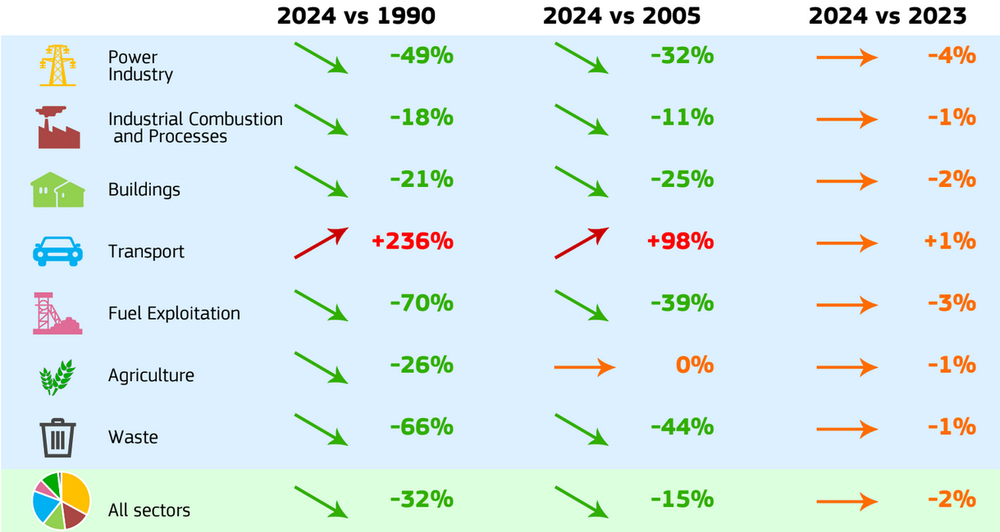 2024 vs 1990 2024 vs 2005 2024 vs 2023
Power
Industry
-49% -32% -4%
Industrial Combustion
and Processes
-18% -11% -1%
Buildings -21% -25% -2%
Transport +236% +98% +1%
Fuel Exploitation -70% -39% -3%
Agriculture -26% 0% -1%
Waste -66% -44% -1%
All sectors -32% -15% -2%